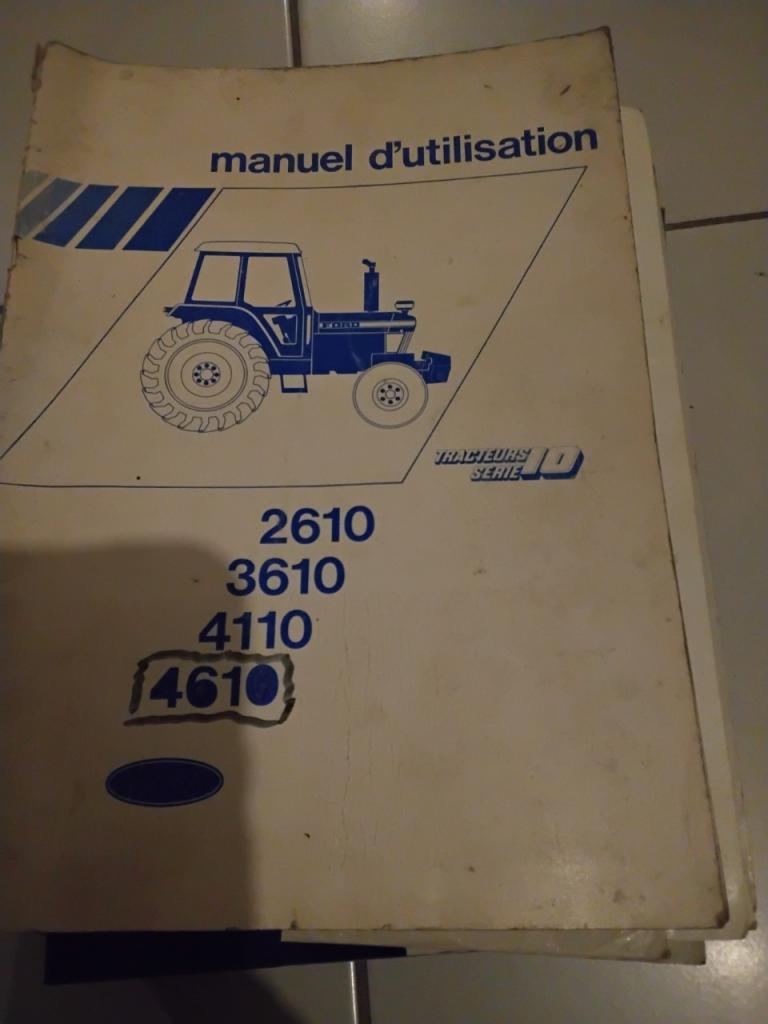 manuel d'utilisation
FORD
TRACTEURS
SERIE 10
2610
3610
4110
4610